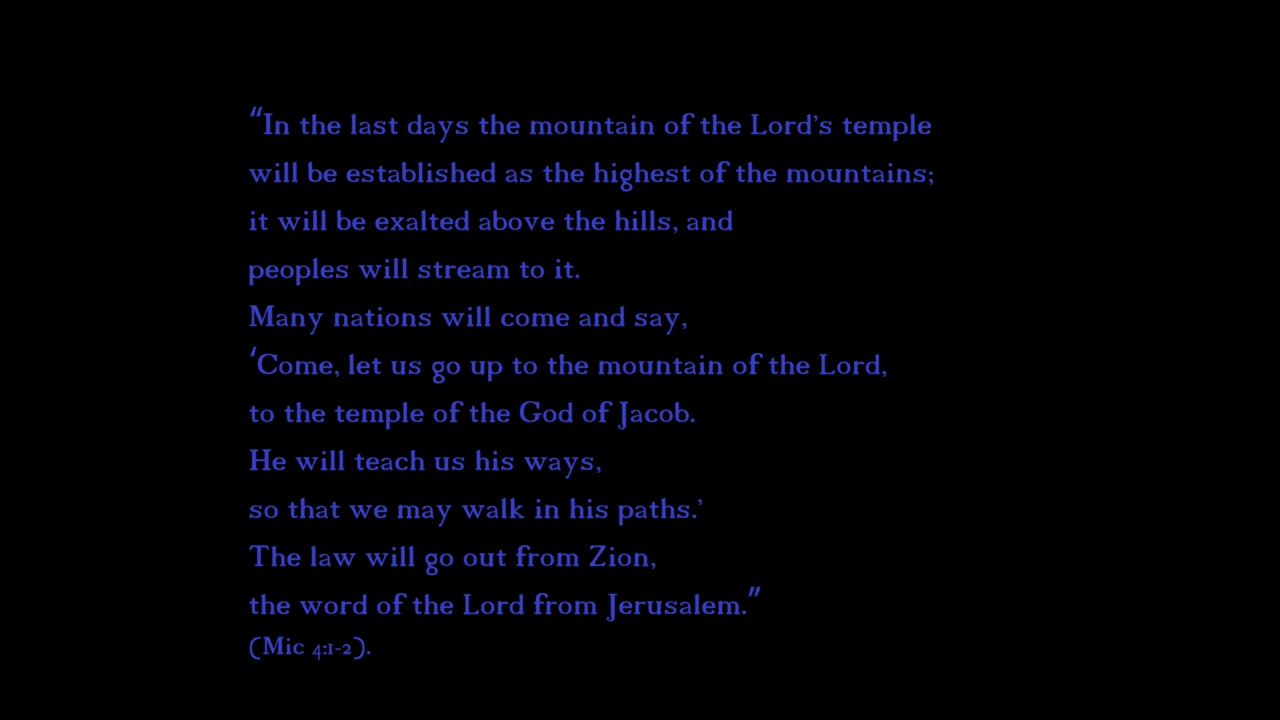 “In the last days the mountain of the Lord’s temple
will be established as the highest of the mountains;
it will be exalted above the hills, and
peoples will stream to it.
Many nations will come and say,
‘Come, let us go up to the mountain of the Lord,
to the temple of the God of Jacob.
He will teach us his ways,
so that we may walk in his paths.’
The law will go out from Zion,
the word of the Lord from Jerusalem.”
(Mic 4:1-2).